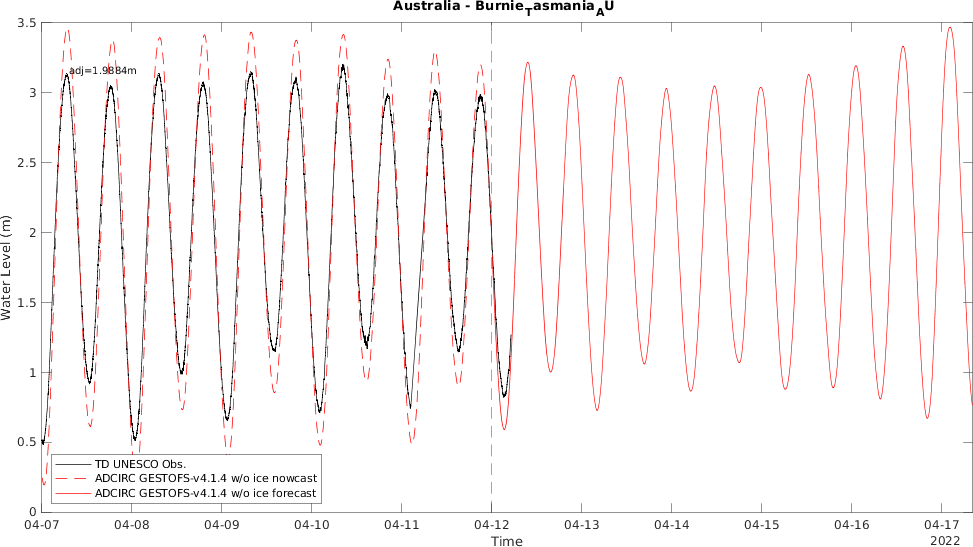 Australia - BurnieTasmaniaAU
adj=1.9884m
3.5
3
2.5
2
1.5
1
0.5
0
Water Level (m)
TD UNESCO Obs.
ADCIRC GESTOFS-v4.1.4 w/o ice nowcast
ADCIRC GESTOFS-v4.1.4 w/o ice forecast
04-07 04-08 04-09 04-10 04-11 04-12 04-13 04-14 04-15 04-16 04-17
Time 2022